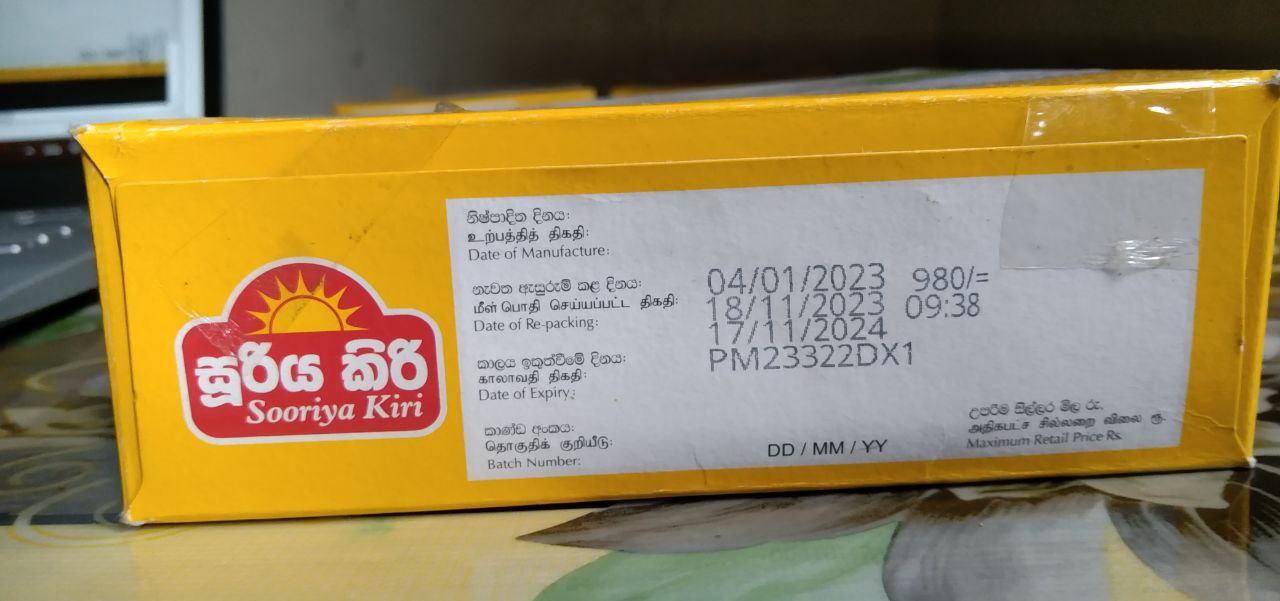 සූරිය කිරි
Sooriya Kiri
නිෂ්පාදිත දිනය:
உற்பத்தித் திகதி:
Date of Manufacture:
නැවත ඇසුරුම් කළ දිනය:
மீள் பொதி செய்யப்பட்ட திகதி:
Date of Re-packing:
කාලය ඉකුත්වීමේ දිනය:
காலாவதி திகதி:
Date of Expiry:
කාණ්ඩ අංකය:
தொகுதிக் குறியீடு:
Batch Number:
04/01/2023 980/=
18/11/2023 09:38
17/11/2024
PM23322DX1
DD / MM / YY
උපරිම සිල්ලර මිල රු.
அதிகபட்ச சில்லறை விலை ரூ.
Maximum Retail Price Rs.